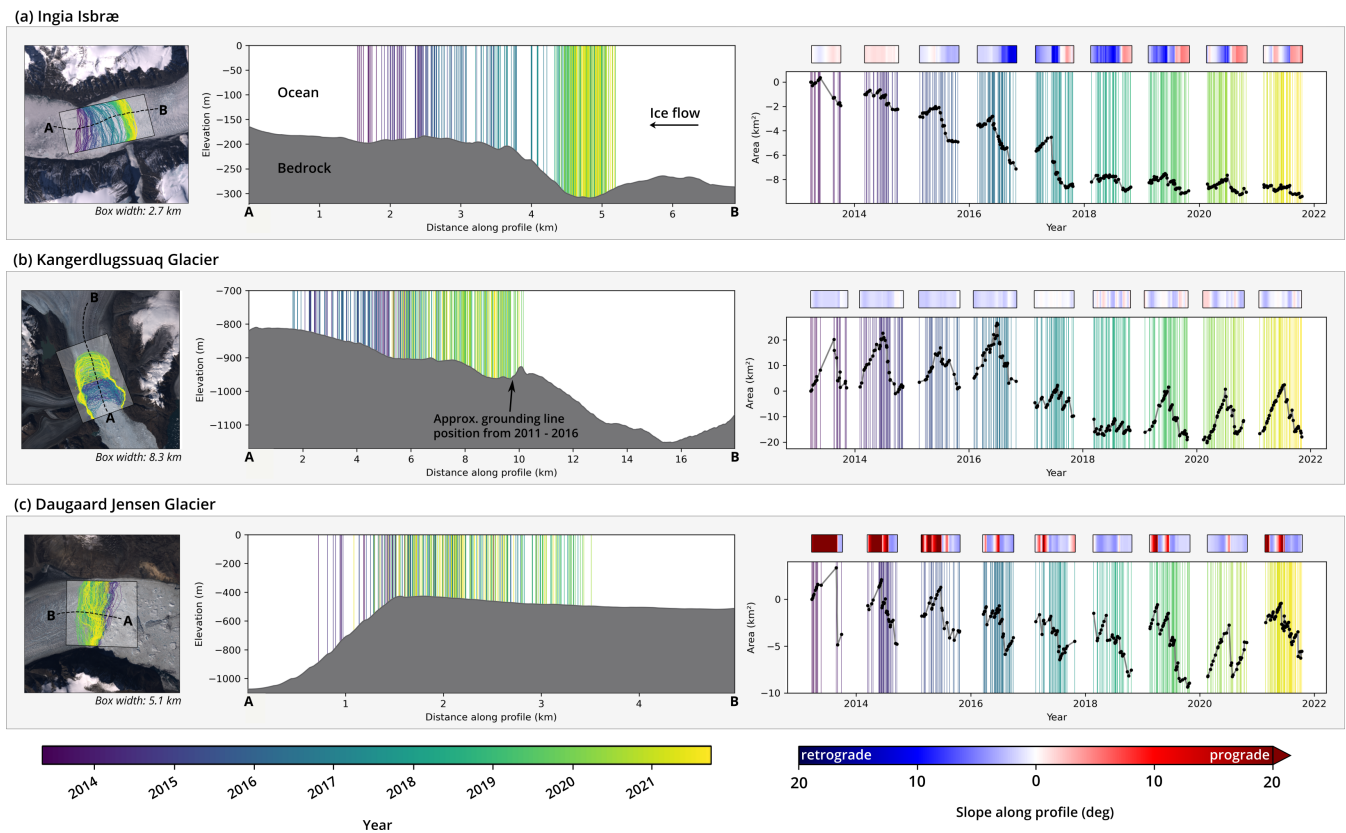 (a) Ingia Isbræ
A
B
Box width: 2.7 km
0
−50
−100
−150
−200
−250
−300
Elevation (m)
Ocean
Bedrock
Ice flow
A
1
2
3
4
5
6
B
Distance along profile (km)
0
−2
−4
−6
−8
Area (km²)
2014
2016
2018
2020
2022
Year
(b) Kangerdlugssuaq Glacier
B
A
Box width: 8.3 km
−700
−800
−900
−1000
−1100
Elevation (m)
Approx. grounding line
position from 2011 - 2016
A
2
4
6
8
10
12
14
16
B
Distance along profile (km)
20
10
0
−10
−20
Area (km²)
2014
2016
2018
2020
2022
Year
(c) Daugaard Jensen Glacier
B
A
Box width: 5.1 km
0
−200
−400
−600
−800
−1000
Elevation (m)
A
1
2
3
4
B
Distance along profile (km)
0
−5
−10
Area (km²)
2014
2016
2018
2020
2022
Year
2014
2015
2016
2017
2018
2019
2020
2021
Year
retrograde
prograde
20
10
0
10
20
Slope along profile (deg)